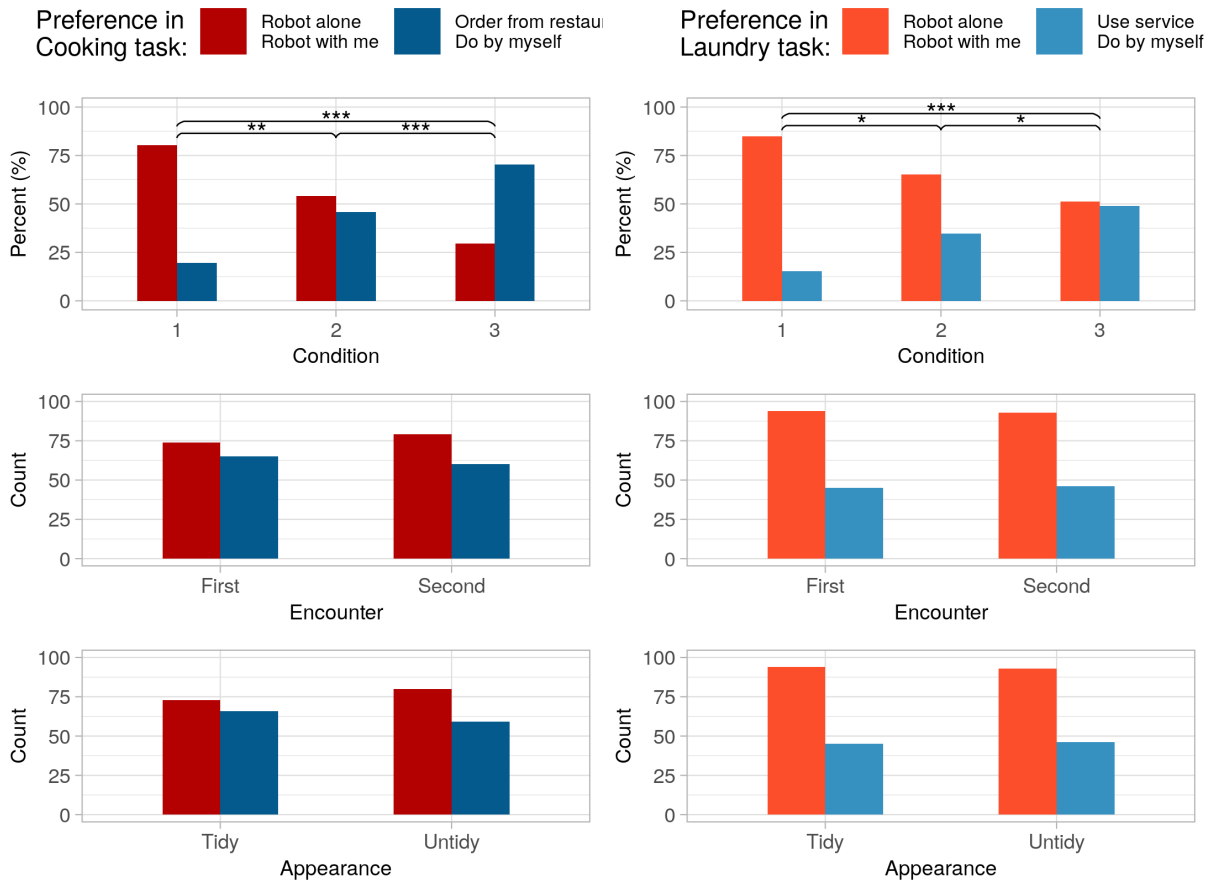 Preference in
Cooking task:
Robot alone
Robot with me
Order from
Do by myself
100
75
50
25
0
Percent (%)
***
**
***
1
2
3
Condition
100
75
50
25
0
Count
First
Second
Encounter
100
75
50
25
0
Count
Tidy
Untidy
Appearance
Preference in
Laundry task:
Robot alone
Robot with me
Use service
Do by myself
100
75
50
25
0
Percent (%)
***
*
*
1
2
3
Condition
100
75
50
25
0
Count
First
Second
Encounter
100
75
50
25
0
Count
Tidy
Untidy
Appearance